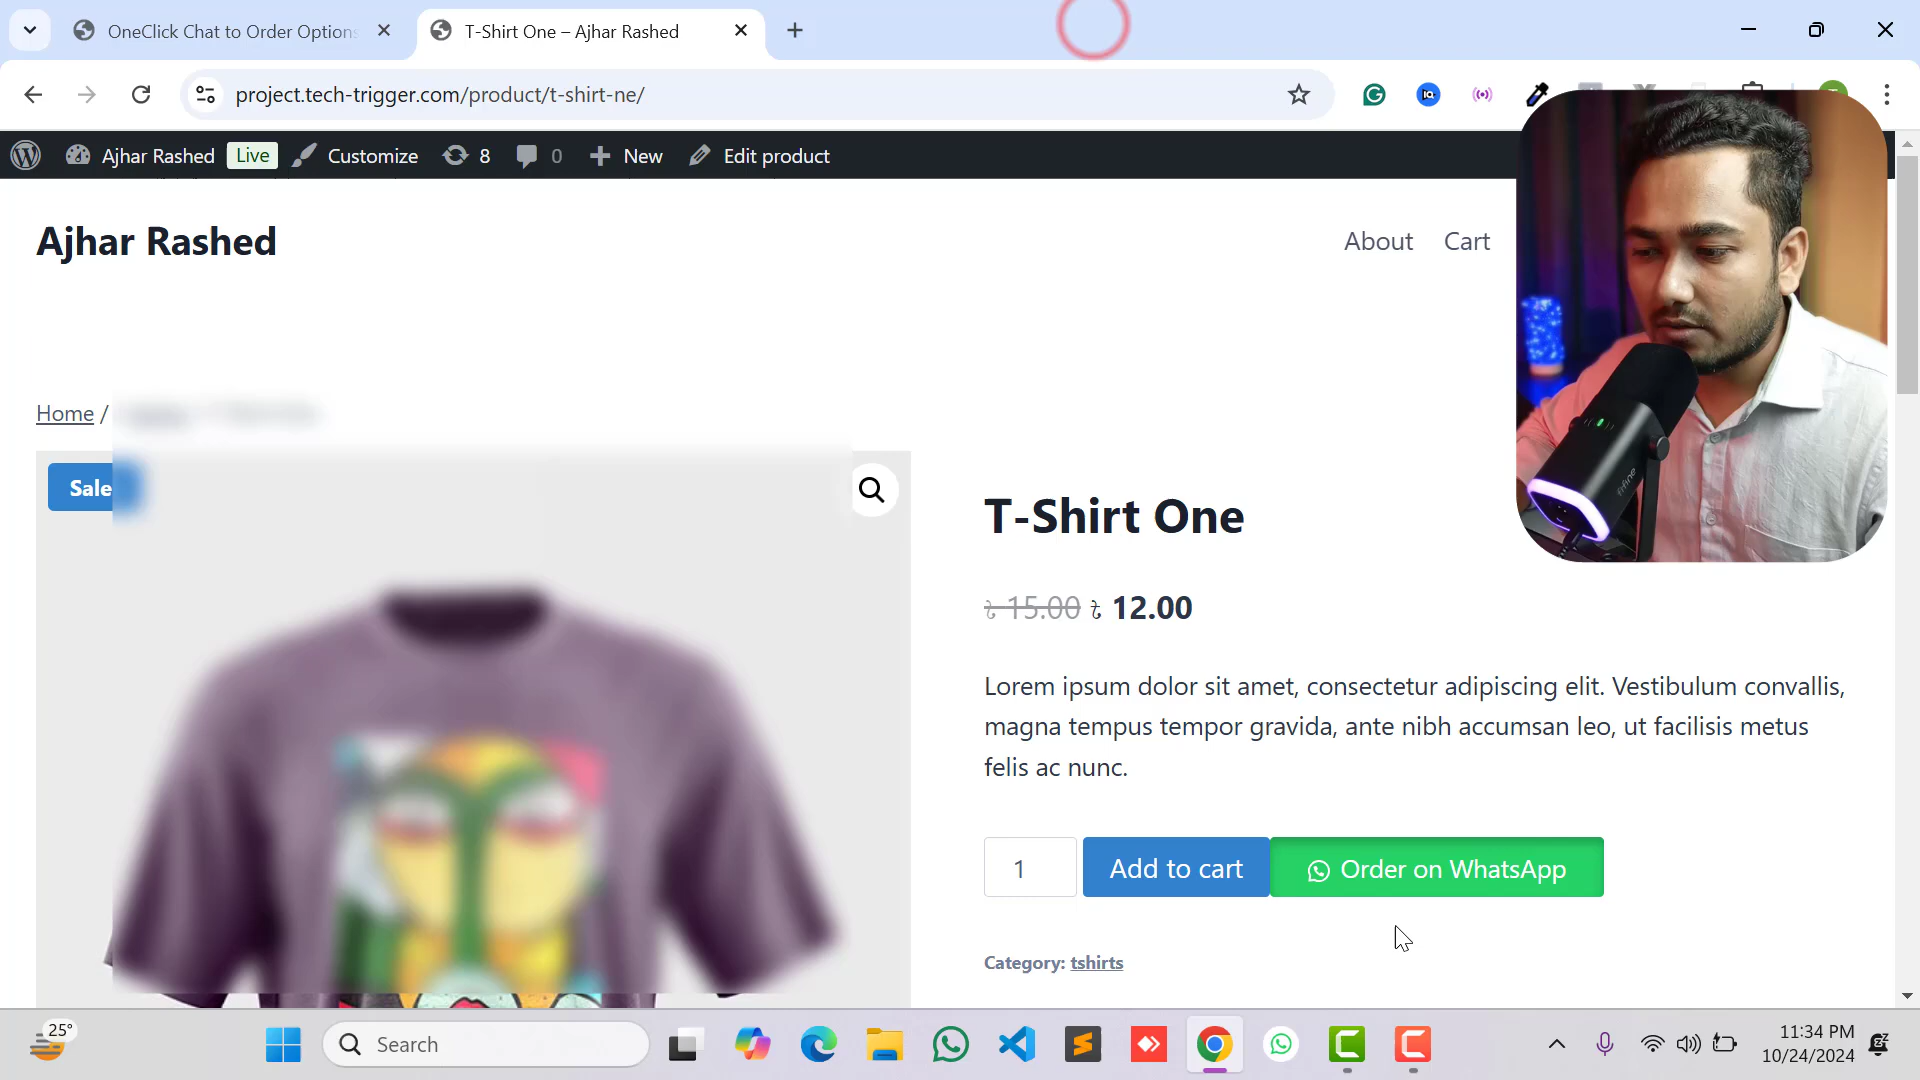 OneClick Chat to Order Options
T-Shirt One – Ajhar Rashed
project.tech-trigger.com/product/t-shirt-ne/
Ajhar Rashed Live Customize 8 0 New Edit product
Ajhar Rashed
About Cart
Home /
Sale
T-Shirt One
৳ 15.00 ৳ 12.00
Lorem ipsum dolor sit amet, consectetur adipiscing elit. Vestibulum convallis,
magna tempus tempor gravida, ante nibh accumsan leo, ut facilisis metus
felis ac nunc.
1 Add to cart Order on WhatsApp
Category: tshirts
25°
Search
11:34 PM
10/24/2024